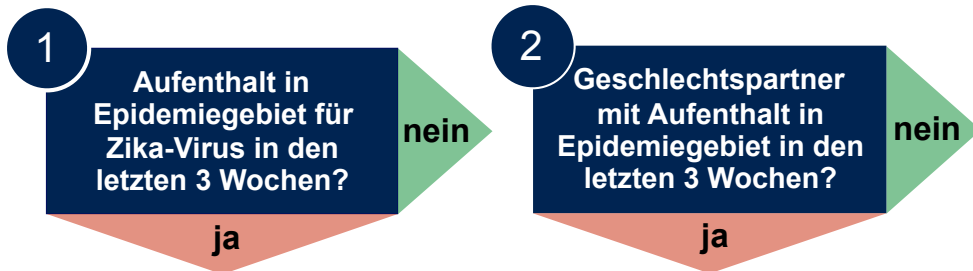 1
Aufenthalt in
Epidemiegebiet für
Zika-Virus in den
letzten 3 Wochen?
nein
ja
2
Geschlechtspartner
mit Aufenthalt in
Epidemiegebiet in den
letzten 3 Wochen?
nein
ja